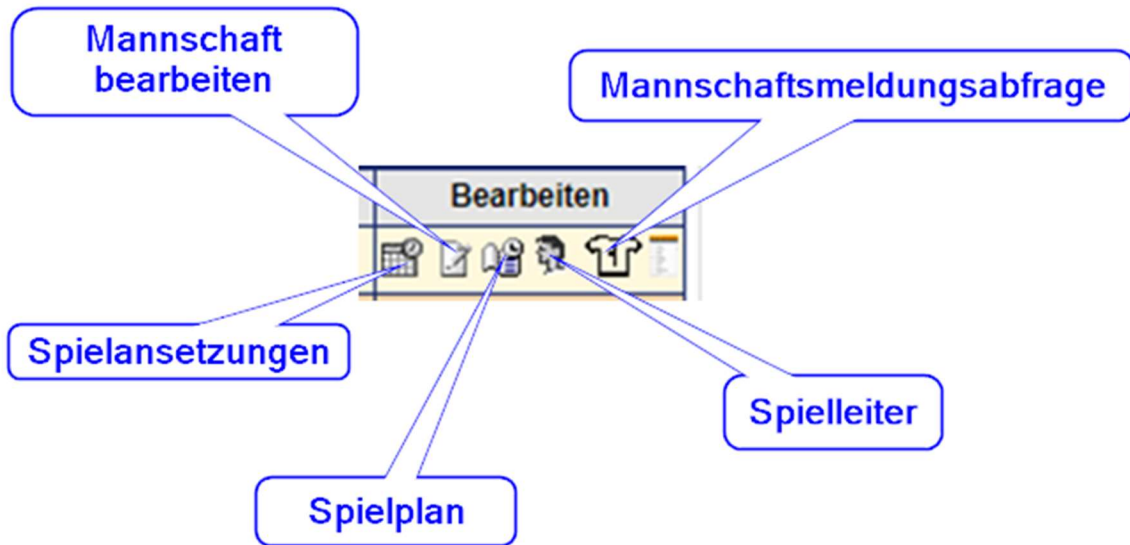 Mannschaft
bearbeiten
Mannschaftsmeldungsabfrage
Bearbeiten
Spielansetzungen
Spielleiter
Spielplan